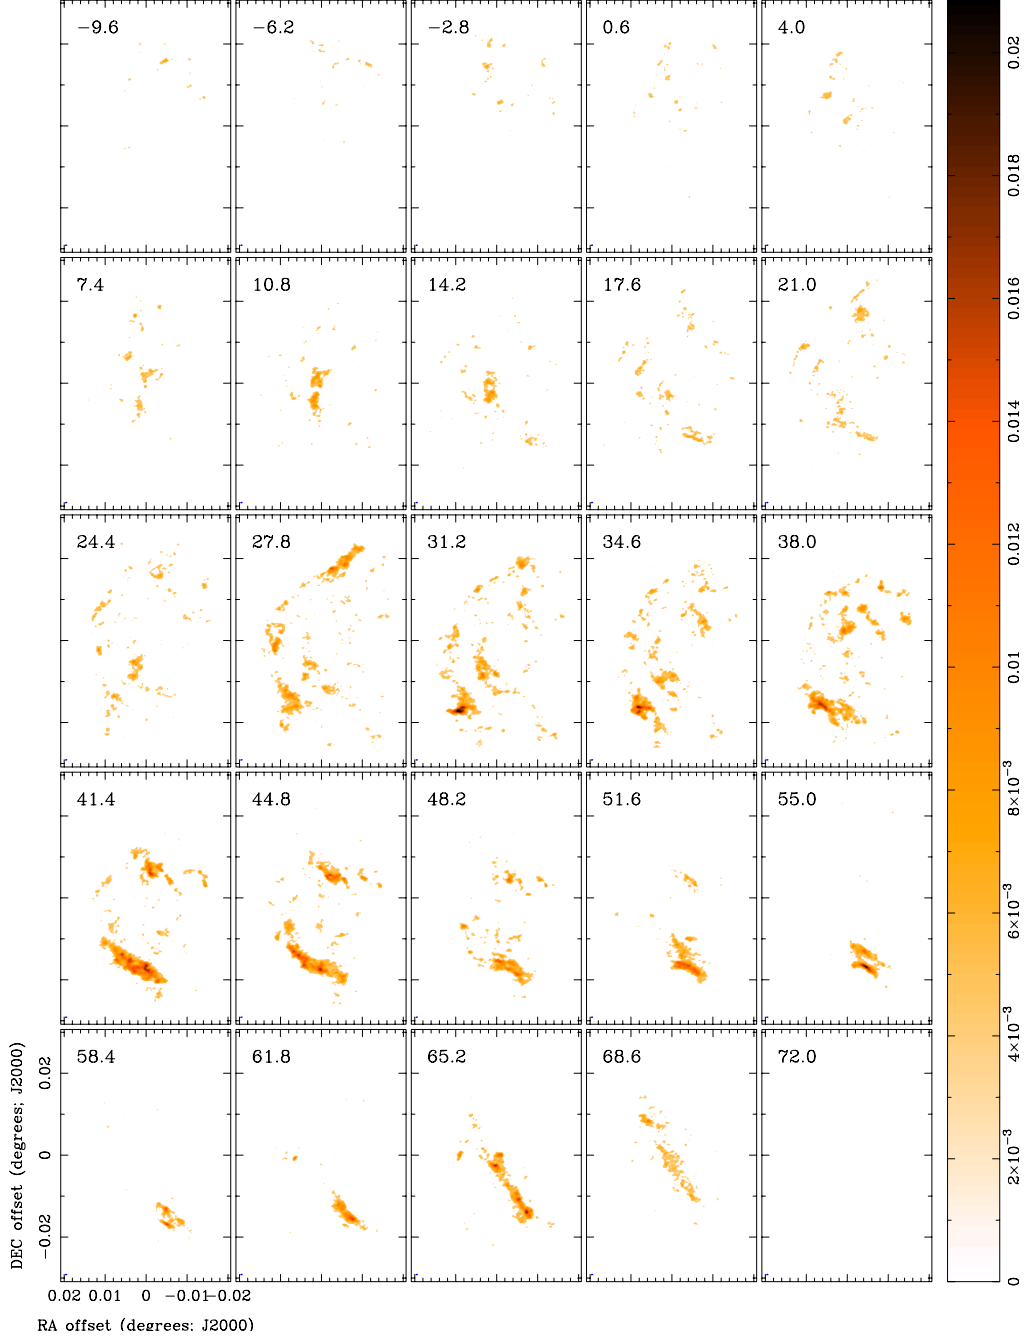 −9.6 −6.2 −2.8 0.6 4.0
7.4 10.8 14.2 17.6 21.0
24.4 27.8 31.2 34.6 38.0
41.4 44.8 48.2 51.6 55.0
58.4 61.8 65.2 68.6 72.0
DEC offset (degrees; J2000)
0.02
0
−0.02
0.02 0.01 0 −0.01 −0.02
RA offset (degrees; J2000)
0.02
0.018
0.016
0.014
0.012
0.01
8×10⁻³
6×10⁻³
4×10⁻³
2×10⁻³
0